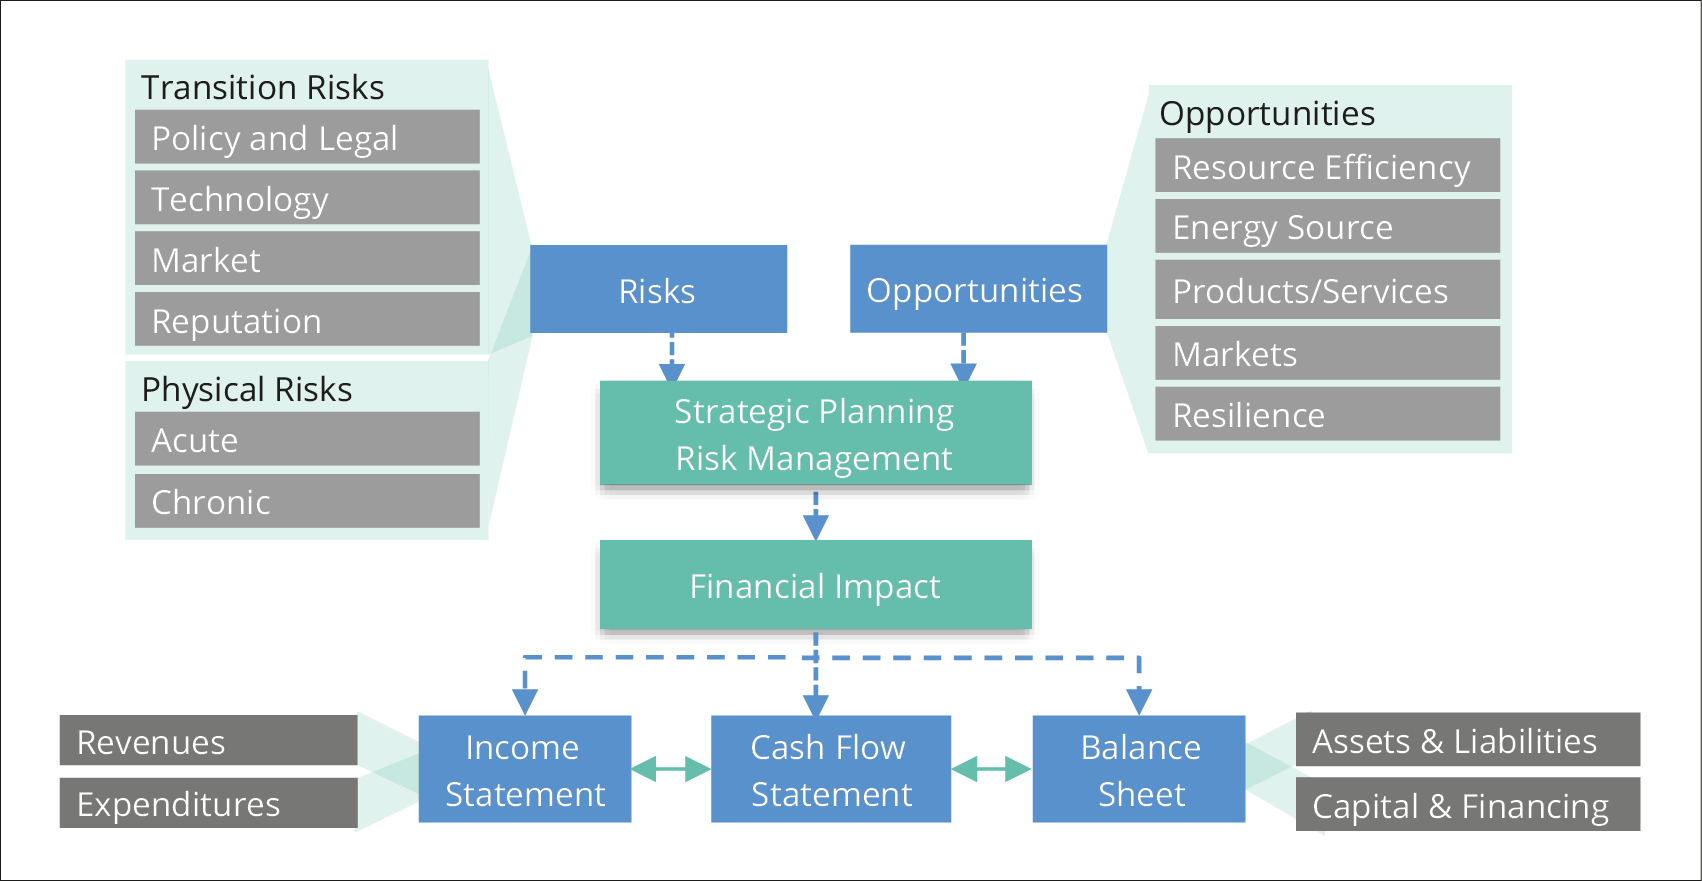 Transition Risks
Policy and Legal
Technology
Market
Reputation
Physical Risks
Acute
Chronic
Risks
Opportunities
Opportunities
Resource Efficiency
Energy Source
Products/Services
Markets
Resilience
Strategic Planning
Risk Management
Financial Impact
Revenues
Expenditures
Income
Statement
Cash Flow
Statement
Balance
Sheet
Assets & Liabilities
Capital & Financing